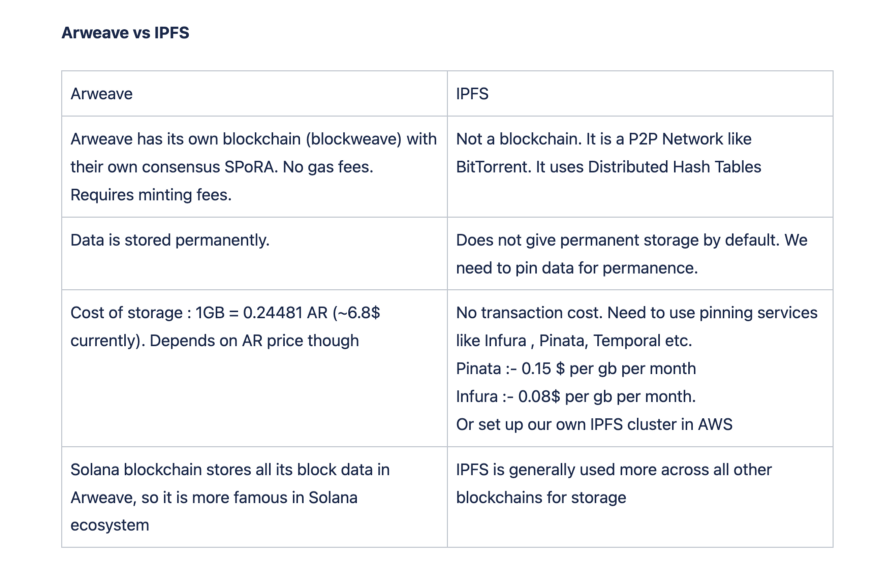 Arweave vs IPFS
Arweave
IPFS
Arweave has its own blockchain (blockweave) with
their own consensus SPoRA. No gas fees.
Requires minting fees.
Not a blockchain. It is a P2P Network like
BitTorrent. It uses Distributed Hash Tables
Data is stored permanently.
Does not give permanent storage by default. We
need to pin data for permanence.
Cost of storage : 1GB = 0.24481 AR (~6.8$
currently). Depends on AR price though
No transaction cost. Need to use pinning services
like Infura , Pinata, Temporal etc.
Pinata :- 0.15 $ per gb per month
Infura :- 0.08$ per gb per month.
Or set up our own IPFS cluster in AWS
Solana blockchain stores all its block data in
Arweave, so it is more famous in Solana
ecosystem
IPFS is generally used more across all other
blockchains for storage